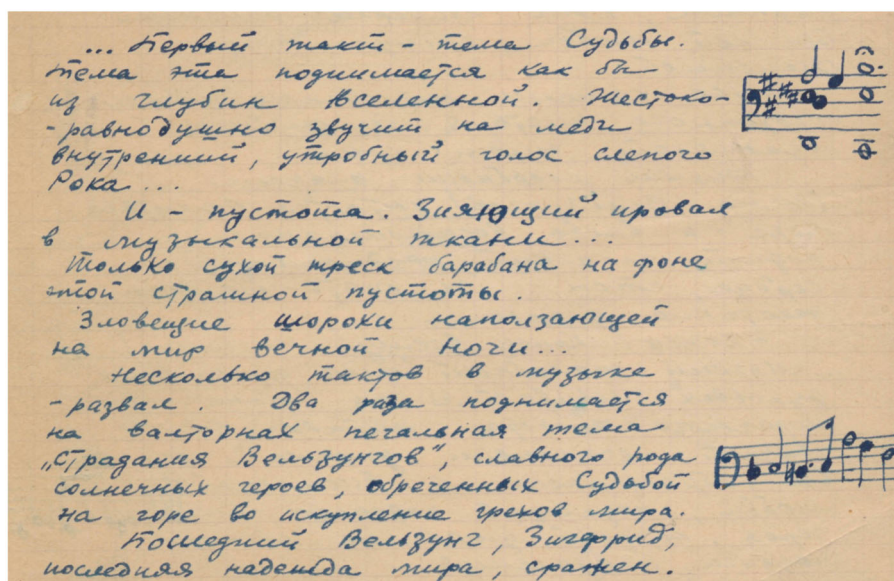 ... Первый такт - тема Судьбы.
Тема эта поднимается как бы
из глубин вселенной. Жестоко-
-равнодушно звучит на меди
внутренний, утробный голос слепого
Рока...
И - пустота. Зияющий провал
в музыкальной ткани...
Только сухой треск барабана на фоне
этой страшной пустоты.
Зловещие шорохи наползающей
на мир вечной ночи...
Несколько тактов в музыке
- развал. Два раза поднимается
на валторнах печальная тема
"Страдания Вельзунгов", славного рода
солнечных героев, обреченных Судьбой
на горе во искупление грехов мира.
Последний Вельзунг, Зигфрид,
последняя надежда мира, сражен.